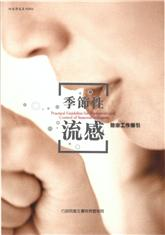 季節性
Practical Guideline for Prevention and
Control of Seasonal Influenza
流感
防治工作指引
行政院衛生署疾病管制局